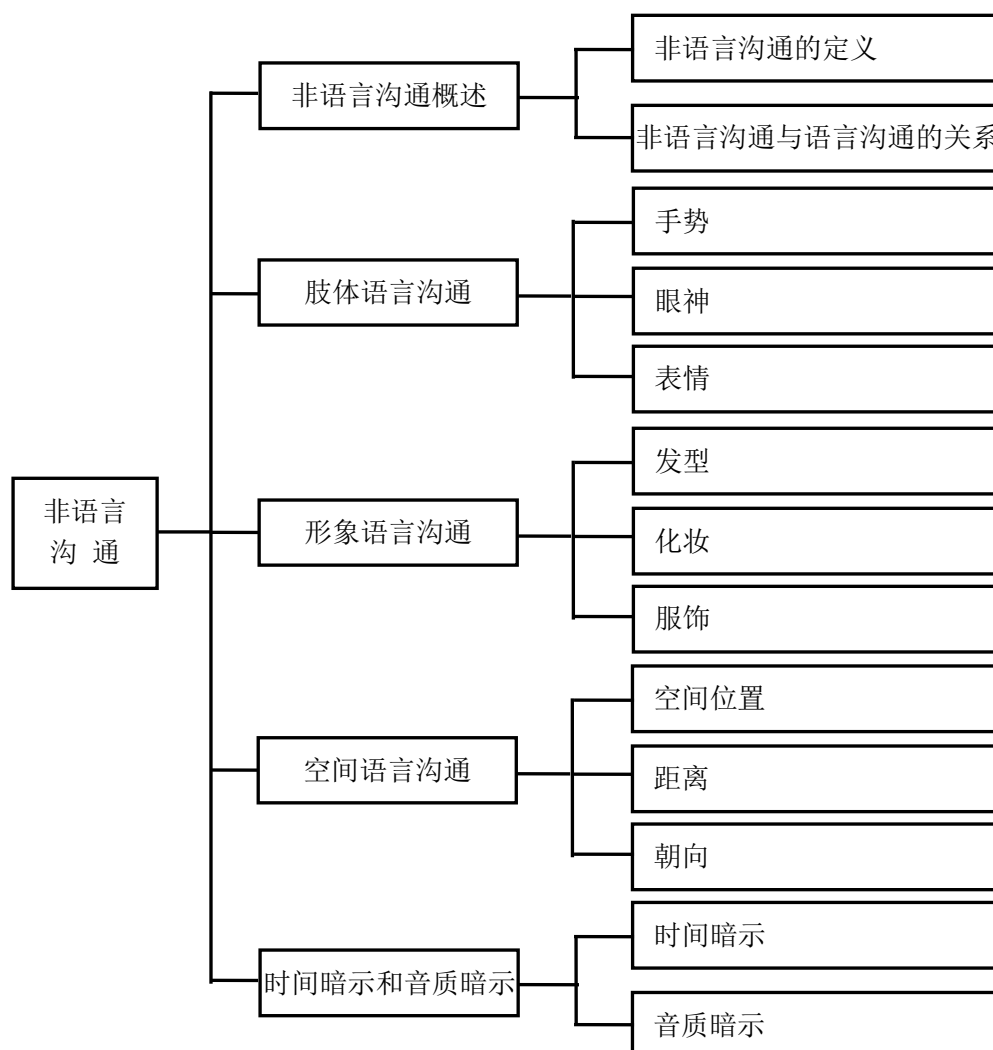 非语言沟通的定义
非语言沟通概述
非语言沟通与语言沟通的关系
手势
肢体语言沟通
眼神
表情
发型
非语言
沟 通
形象语言沟通
化妆
服饰
空间位置
空间语言沟通
距离
朝向
时间暗示
时间暗示和音质暗示
音质暗示